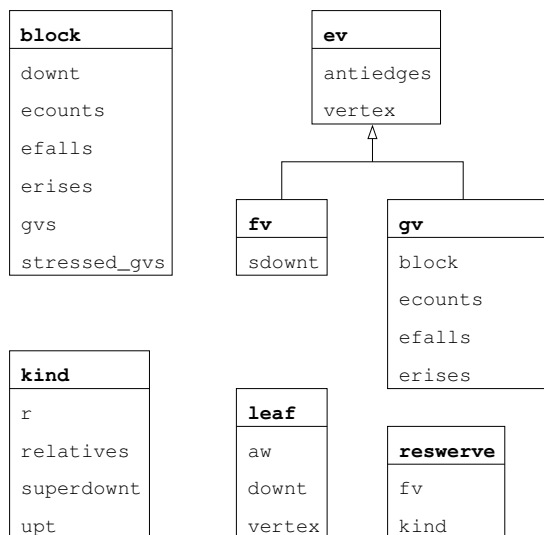 block
downt
ecounts
efalls
erises
gvs
stressed_gvs
ev
antiedges
vertex
fv
sdownt
gv
block
ecounts
efalls
erises
kind
r
relatives
superdownt
upt
leaf
aw
downt
vertex
reswerve
fv
kind